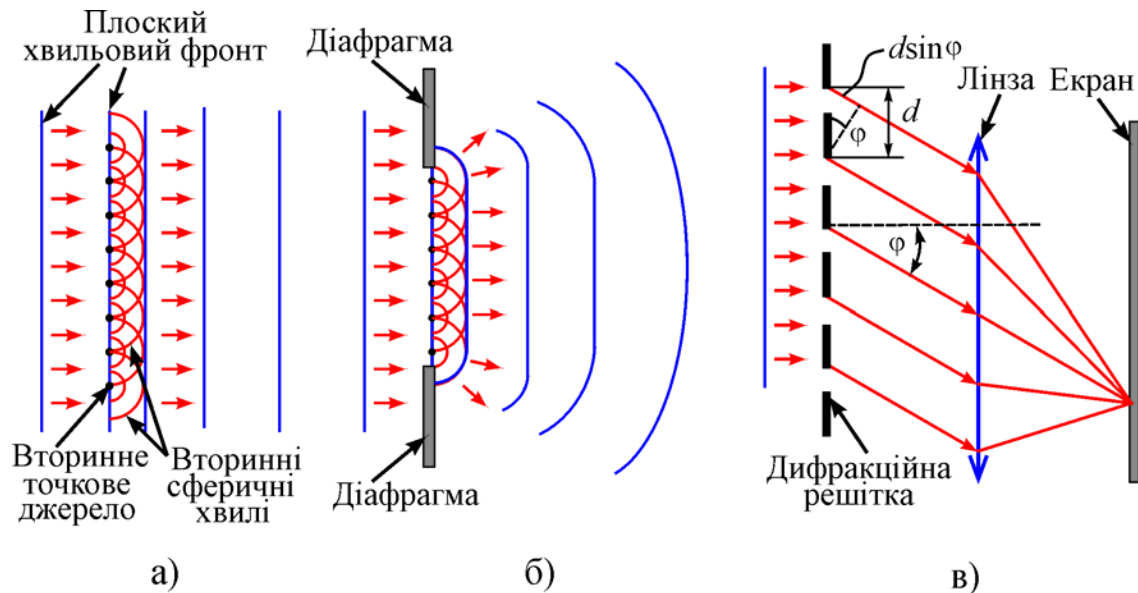 Плоский
хвильовий фронт
Вторинне
точкове
джерело
Вторинні
сферичні
хвилі
а)
Діафрагма
Діафрагма
б)
dsinφ
d
φ
φ
Лінза
Екран
Дифракційна
решітка
в)